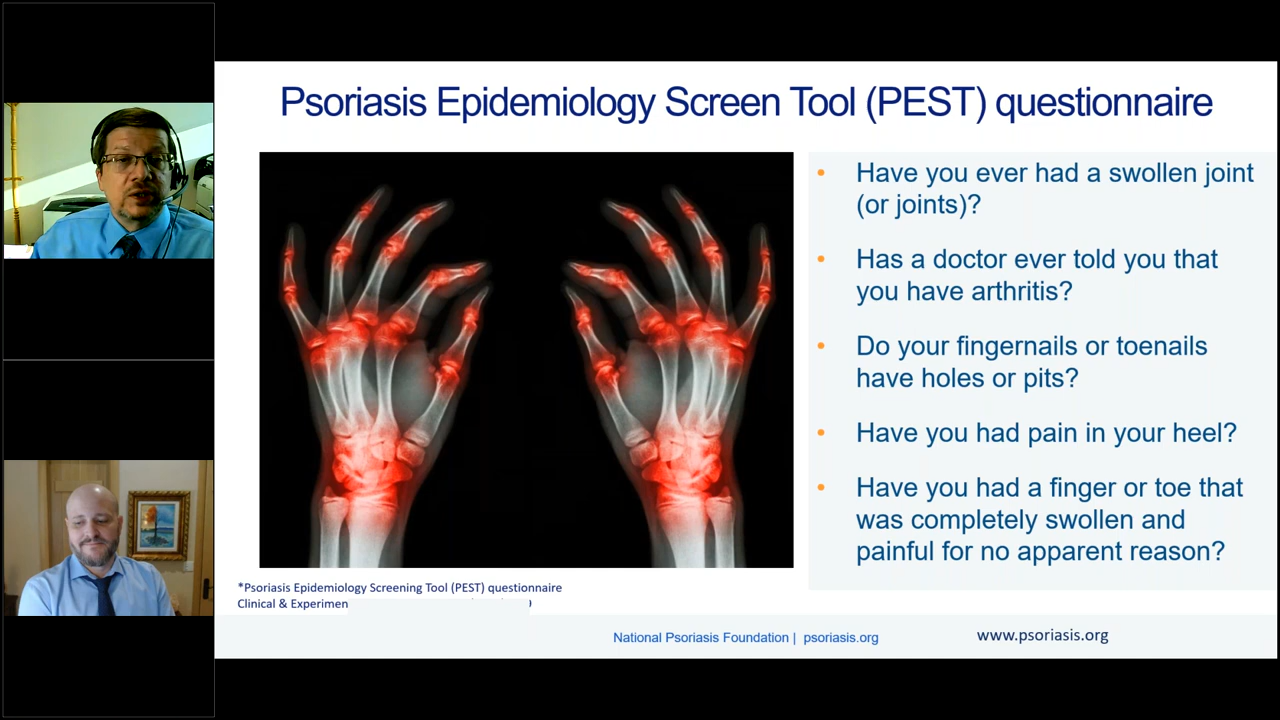 Psoriasis Epidemiology Screen Tool (PEST) questionnaire
• Have you ever had a swollen joint
(or joints)?
• Has a doctor ever told you that
you have arthritis?
• Do your fingernails or toenails
have holes or pits?
• Have you had pain in your heel?
• Have you had a finger or toe that
was completely swollen and
painful for no apparent reason?
*Psoriasis Epidemiology Screening Tool (PEST) questionnaire
Clinical & Experimen
National Psoriasis Foundation | psoriasis.org
www.psoriasis.org